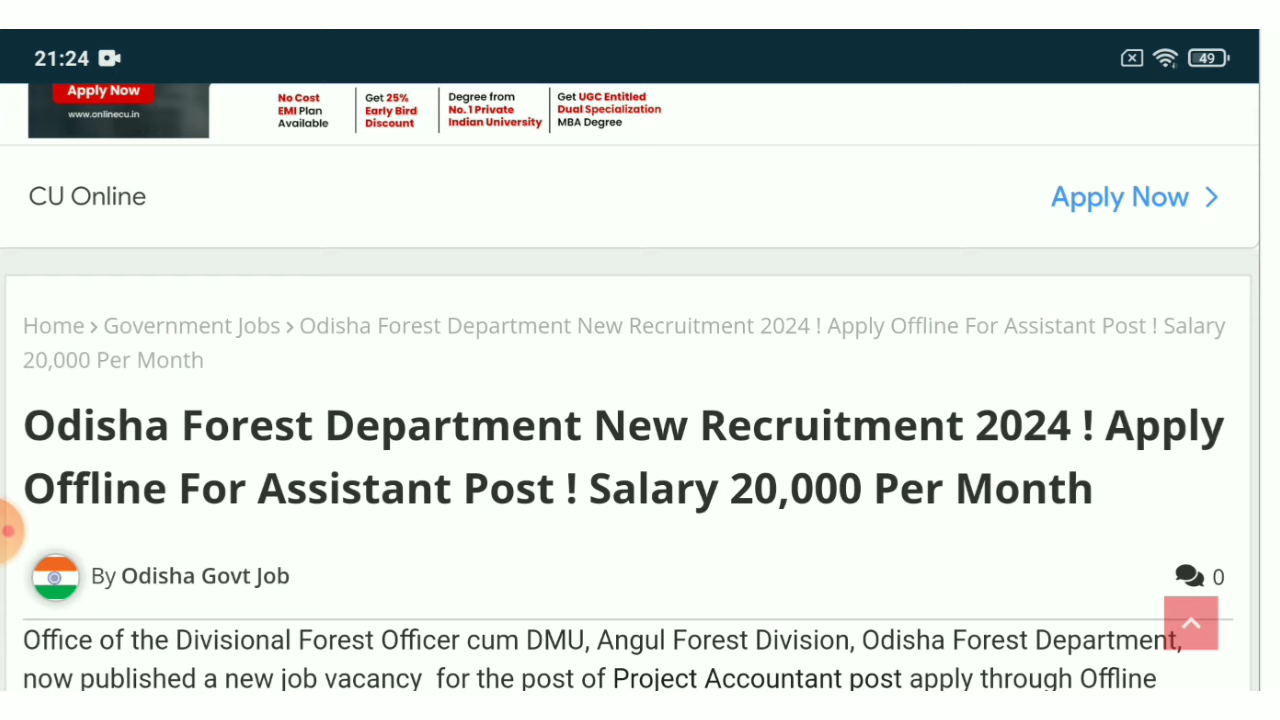 21:24
49
Apply Now
www.onlinecu.in
No Cost
EMI Plan
Available
Get 25%
Early Bird
Discount
Degree from
No. 1 Private
Indian University
Get UGC Entitled
Dual Specialization
MBA Degree
CU Online
Apply Now
Home › Government Jobs › Odisha Forest Department New Recruitment 2024 ! Apply Offline For Assistant Post ! Salary
20,000 Per Month
Odisha Forest Department New Recruitment 2024 ! Apply
Offline For Assistant Post ! Salary 20,000 Per Month
By Odisha Govt Job
0
Office of the Divisional Forest Officer cum DMU, Angul Forest Division, Odisha Forest Department,
now published a new job vacancy for the post of Project Accountant post apply through Offline